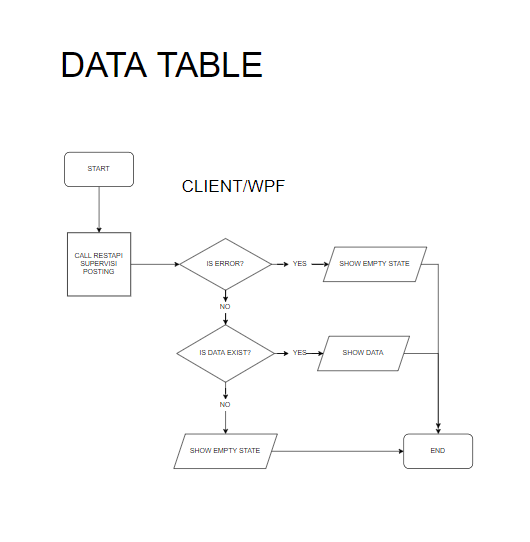 DATA TABLE
START
CLIENT/WPF
CALL RESTAPI
SUPERVISI
POSTING
IS ERROR?
YES
SHOW EMPTY STATE
NO
IS DATA EXIST?
YES
SHOW DATA
NO
SHOW EMPTY STATE
END